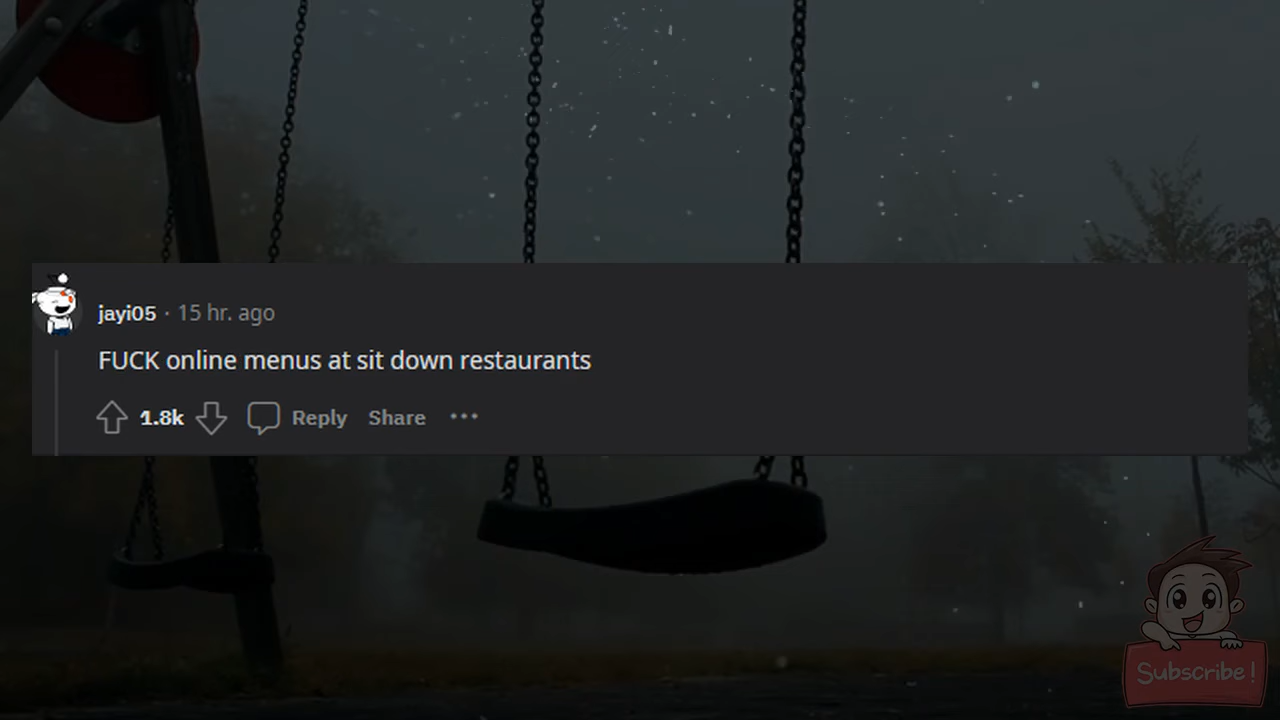 jayi05 · 15 hr. ago
FUCK online menus at sit down restaurants
1.8k Reply Share ···
Subscribe!